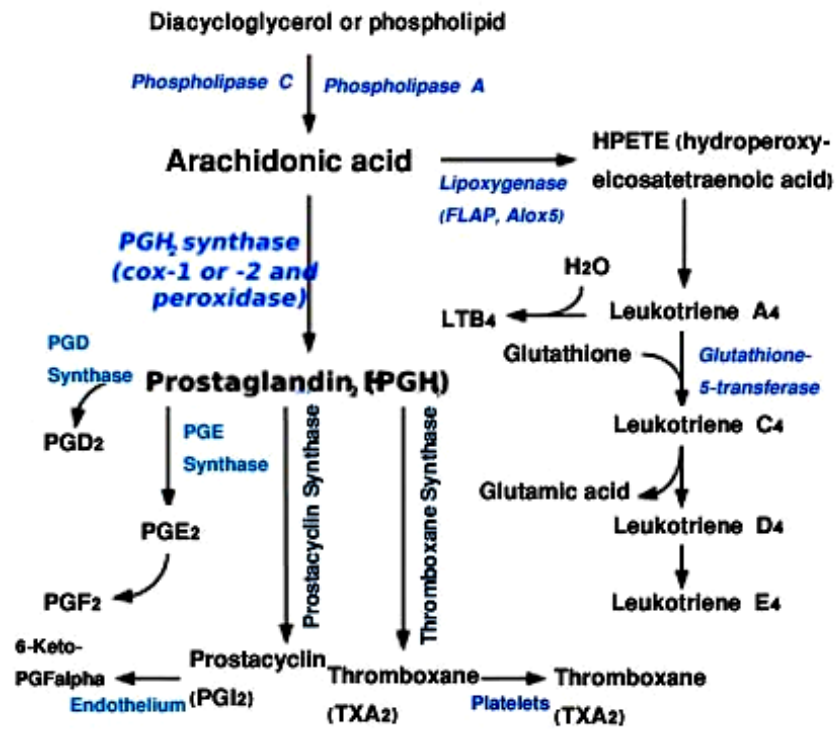 Diacycloglycerol or phospholipid
Phospholipase C
Phospholipase A
Arachidonic acid
HPETE (hydroperoxy-
eicosatetraenoic acid)
Lipoxygenase
(FLAP, Alox5)
PGH2 synthase
(cox-1 or -2 and
peroxidase)
H2O
LTB4
Leukotriene A4
Glutathione
Glutathione-
5-transferase
PGD
Synthase
Prostaglandin2 (PGH)
PGD2
PGE
Synthase
Prostacyclin Synthase
Thromboxane Synthase
Leukotriene C4
Glutamic acid
PGE2
Leukotriene D4
PGF2
Leukotriene E4
6-Keto-
PGFalpha
Endothelium
Prostacyclin
(PGI2)
Thromboxane
(TXA2)
Platelets
Thromboxane
(TXA2)